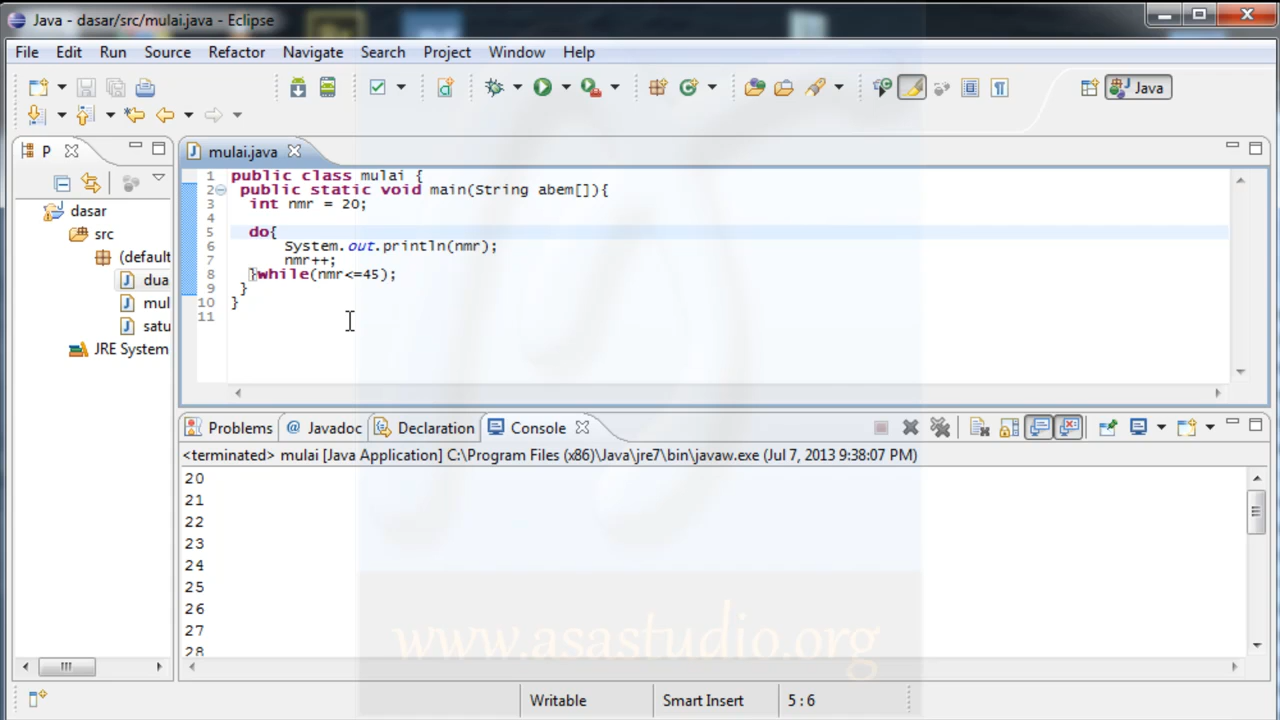 Java - dasar/src/mulai.java - Eclipse
File Edit Run Source Refactor Navigate Search Project Window Help
Java
P
mulai.java
dasar
src
(default
dua
mul
satu
JRE System
1 public class mulai {
2 public static void main(String abem[]){
3 int nmr = 20;
4
5 do{
6 System.out.println(nmr);
7 nmr++;
8 }while(nmr<=45);
9 }
10 }
11
Problems @ Javadoc Declaration Console
<terminated> mulai [Java Application] C:\Program Files (x86)\Java\jre7\bin\javaw.exe (Jul 7, 2013 9:38:07 PM)
20
21
22
23
24
25
26
27
28
www.asastudio.org
Writable Smart Insert 5 : 6